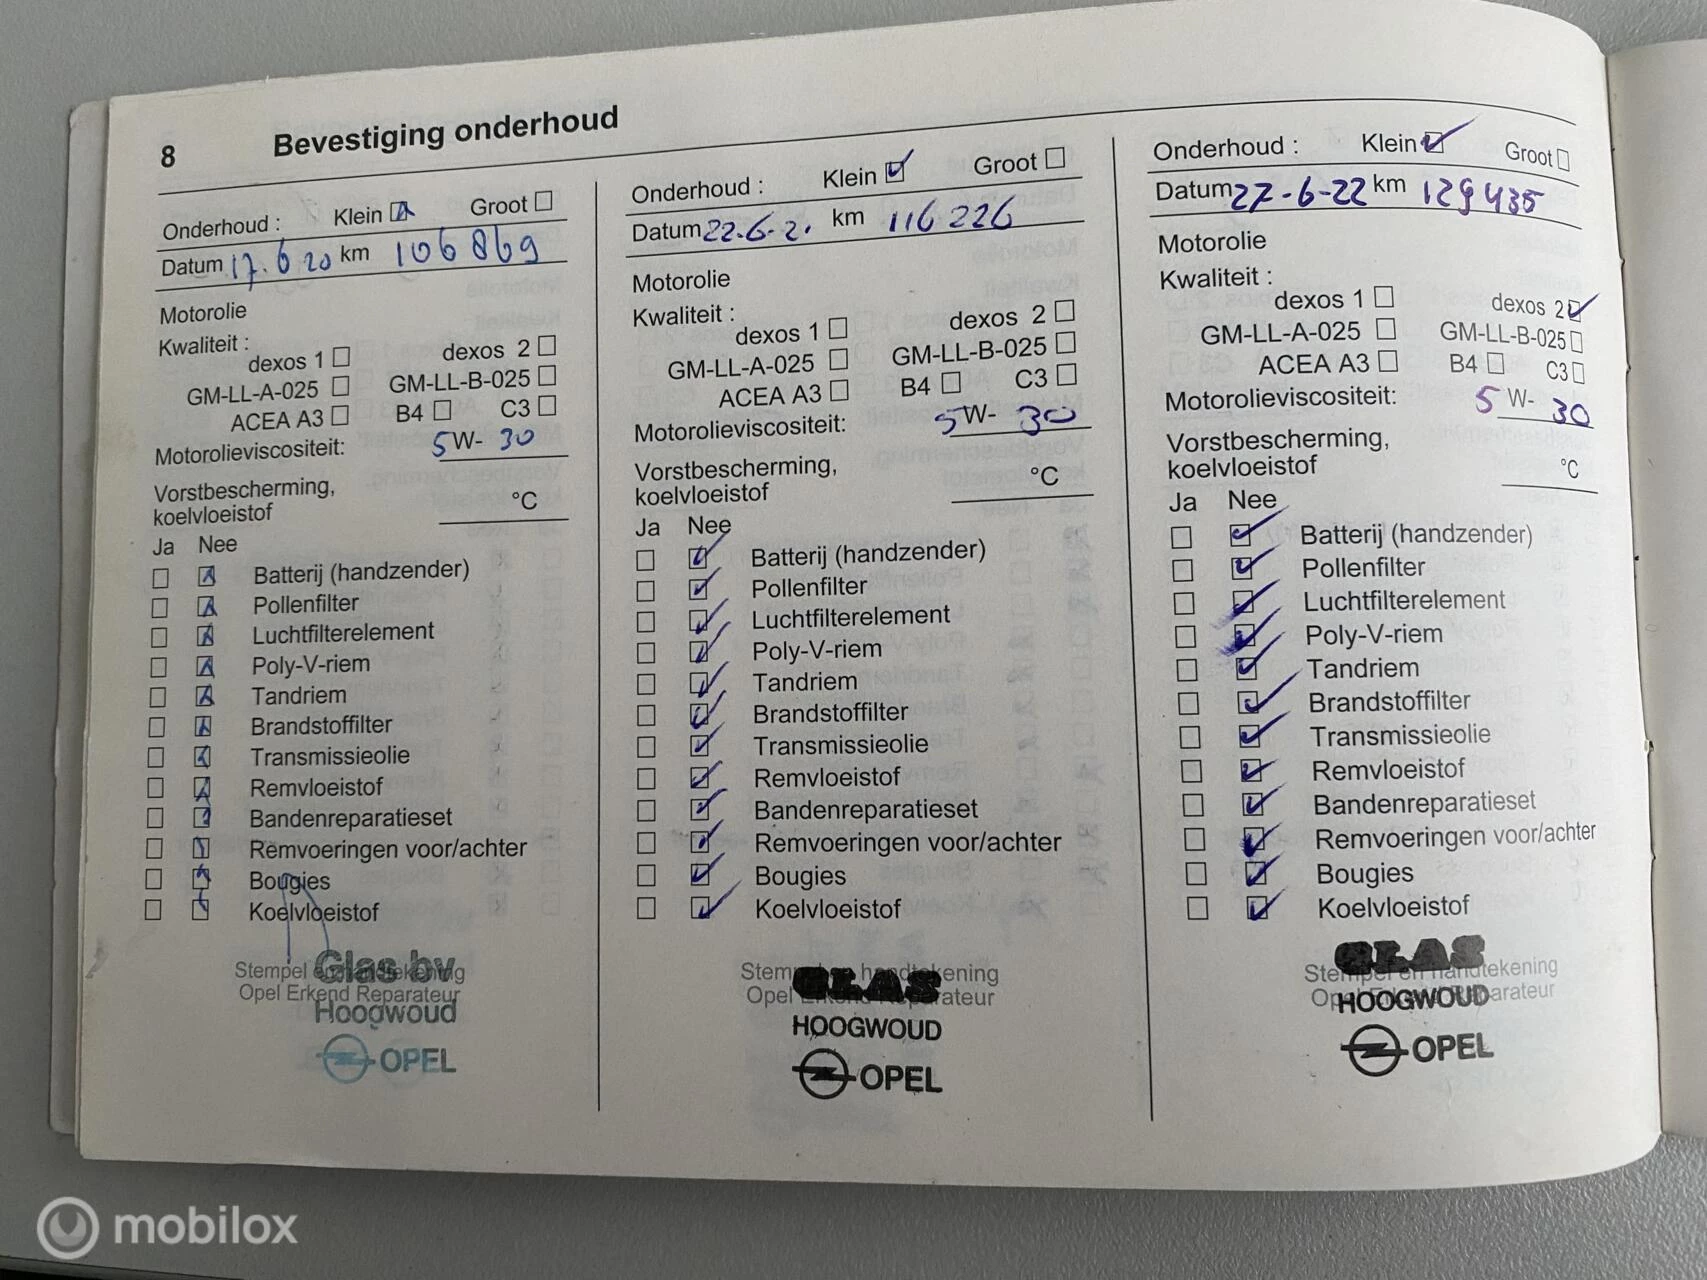 8 Bevestiging onderhoud
Onderhoud : Klein Groot
Datum 17.6 20 km 106869
Motorolie
Kwaliteit :
dexos 1 dexos 2
GM-LL-A-025 GM-LL-B-025
ACEA A3 B4 C3
Motorolieviscositeit: 5 W- 30
Vorstbescherming,
koelvloeistof °C
Ja Nee
Batterij (handzender)
Pollenfilter
Luchtfilterelement
Poly-V-riem
Tandriem
Brandstoffilter
Transmissieolie
Remvloeistof
Bandenreparatieset
Remvoeringen voor/achter
Bougies
Koelvloeistof
Stempel en handtekening
Opel Erkend Reparateur
Glas bv
Hoogwoud
OPEL
Onderhoud : Klein Groot
Datum 22.6-2. km 116226
Motorolie
Kwaliteit :
dexos 1 dexos 2
GM-LL-A-025 GM-LL-B-025
ACEA A3 B4 C3
Motorolieviscositeit: 5 W- 30
Vorstbescherming,
koelvloeistof °C
Ja Nee
Batterij (handzender)
Pollenfilter
Luchtfilterelement
Poly-V-riem
Tandriem
Brandstoffilter
Transmissieolie
Remvloeistof
Bandenreparatieset
Remvoeringen voor/achter
Bougies
Koelvloeistof
Stempel en handtekening
Opel Erkend Reparateur
GLAS
HOOGWOUD
OPEL
Onderhoud : Klein Groot
Datum 27-6-22 km 129435
Motorolie
Kwaliteit :
dexos 1 dexos 2
GM-LL-A-025 GM-LL-B-025
ACEA A3 B4 C3
Motorolieviscositeit: 5 W- 30
Vorstbescherming,
koelvloeistof °C
Ja Nee
Batterij (handzender)
Pollenfilter
Luchtfilterelement
Poly-V-riem
Tandriem
Brandstoffilter
Transmissieolie
Remvloeistof
Bandenreparatieset
Remvoeringen voor/achter
Bougies
Koelvloeistof
Stempel en handtekening
Opel Erkend Reparateur
GLAS
HOOGWOUD
OPEL
mobilox